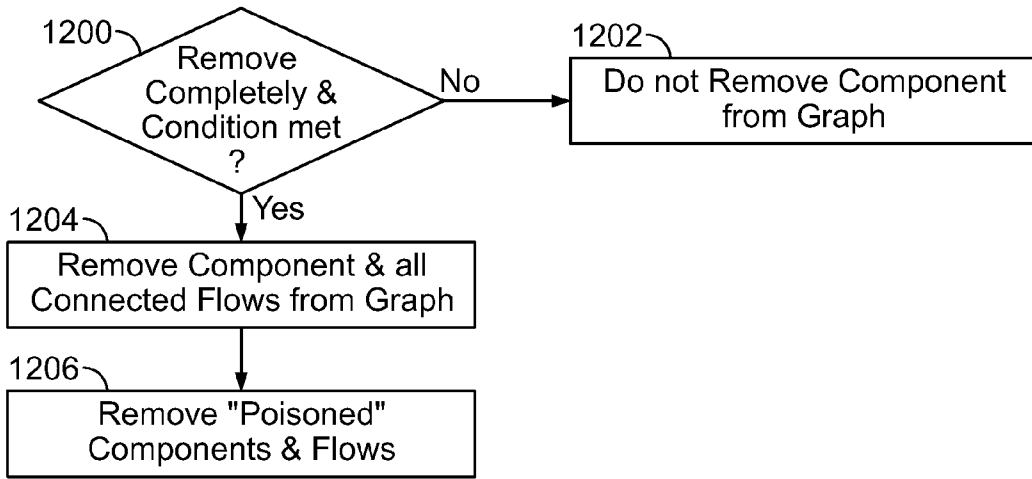 1200
Remove
Completely &
Condition met
?
No
1202
Do not Remove Component
from Graph
Yes
1204
Remove Component & all
Connected Flows from Graph
1206
Remove "Poisoned"
Components & Flows